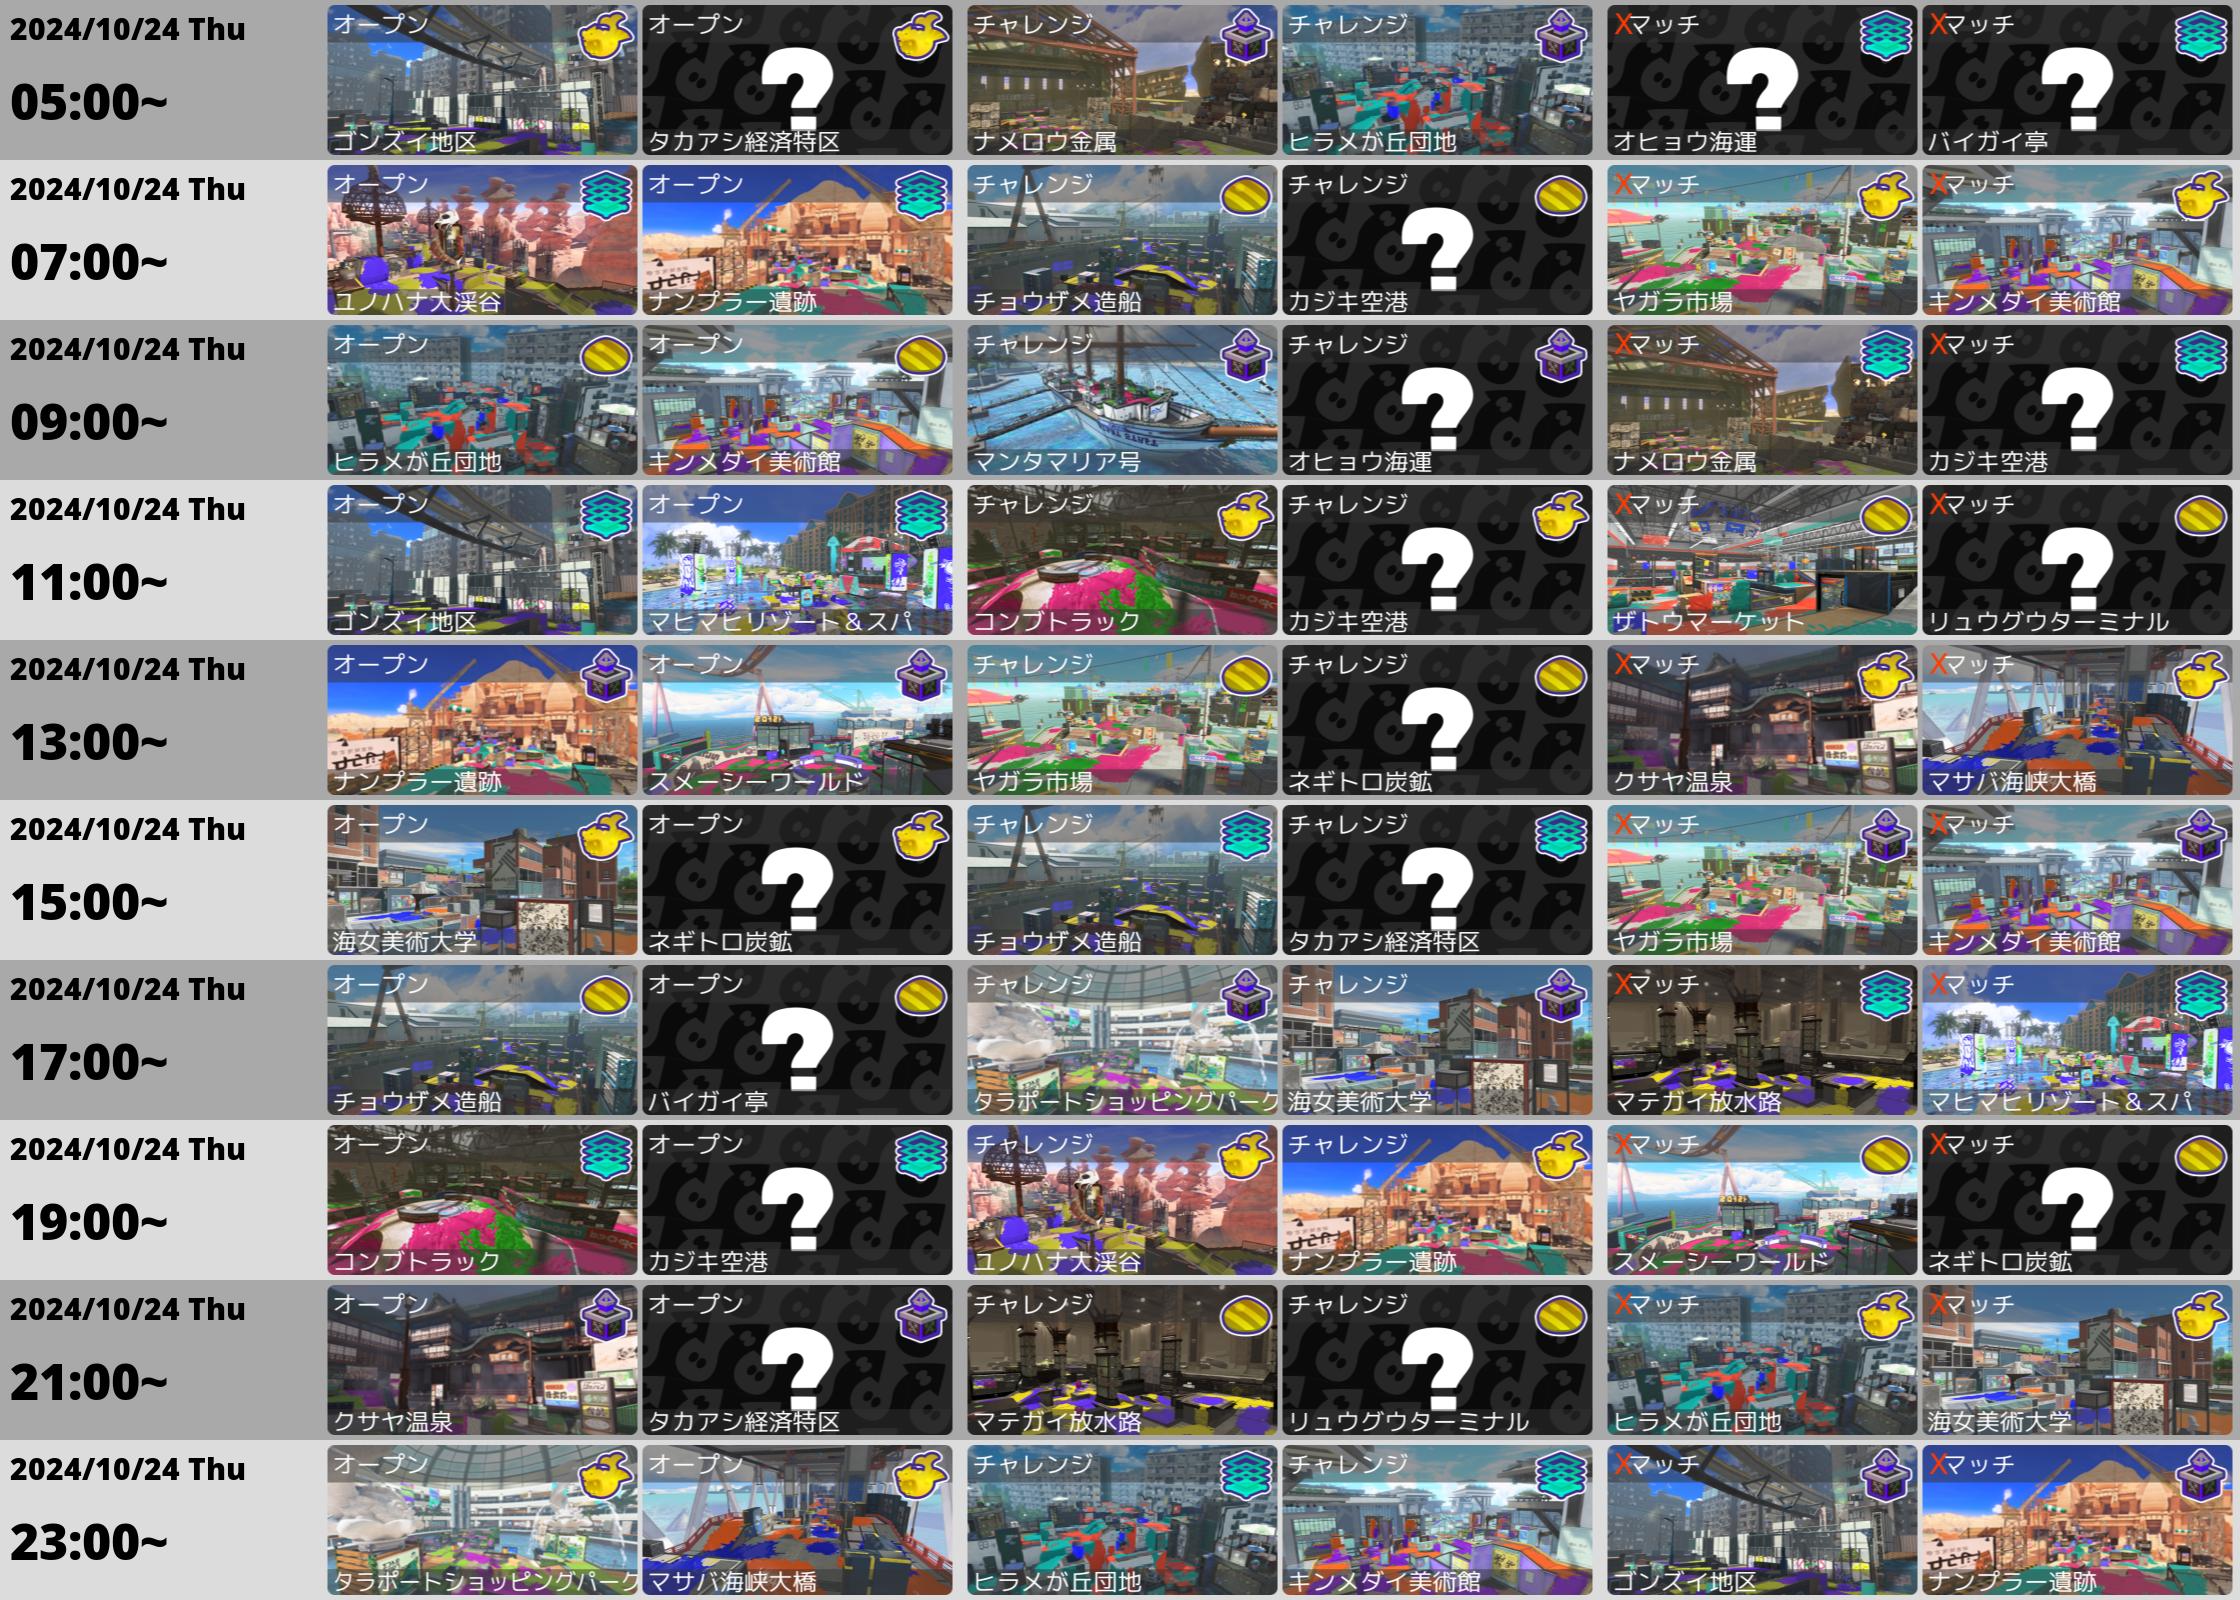 2024/10/24 Thu
05:00~
オープン
ゴンズイ地区
オープン
タカアシ経済特区
チャレンジ
ナメロウ金属
チャレンジ
ヒラメが丘団地
Xマッチ
オヒョウ海運
Xマッチ
バイガイ亭
2024/10/24 Thu
07:00~
オープン
ユノハナ大渓谷
オープン
ナンプラー遺跡
チャレンジ
チョウザメ造船
チャレンジ
カジキ空港
Xマッチ
ヤガラ市場
Xマッチ
キンメダイ美術館
2024/10/24 Thu
09:00~
オープン
ヒラメが丘団地
オープン
キンメダイ美術館
チャレンジ
マンタマリア号
チャレンジ
オヒョウ海運
Xマッチ
ナメロウ金属
Xマッチ
カジキ空港
2024/10/24 Thu
11:00~
オープン
ゴンズイ地区
オープン
マヒマヒリゾート&スパ
チャレンジ
コンブトラック
チャレンジ
カジキ空港
Xマッチ
ザトウマーケット
Xマッチ
リュウグウターミナル
2024/10/24 Thu
13:00~
オープン
ナンプラー遺跡
オープン
スメーシーワールド
チャレンジ
ヤガラ市場
チャレンジ
ネギトロ炭鉱
Xマッチ
クサヤ温泉
Xマッチ
マサバ海峡大橋
2024/10/24 Thu
15:00~
オープン
海女美術大学
オープン
ネギトロ炭鉱
チャレンジ
チョウザメ造船
チャレンジ
タカアシ経済特区
Xマッチ
ヤガラ市場
Xマッチ
キンメダイ美術館
2024/10/24 Thu
17:00~
オープン
チョウザメ造船
オープン
バイガイ亭
チャレンジ
タラポートショッピングパーク
チャレンジ
海女美術大学
Xマッチ
マテガイ放水路
Xマッチ
マヒマヒリゾート&スパ
2024/10/24 Thu
19:00~
オープン
コンブトラック
オープン
カジキ空港
チャレンジ
ユノハナ大渓谷
チャレンジ
ナンプラー遺跡
Xマッチ
スメーシーワールド
Xマッチ
ネギトロ炭鉱
2024/10/24 Thu
21:00~
オープン
クサヤ温泉
オープン
タカアシ経済特区
チャレンジ
マテガイ放水路
チャレンジ
リュウグウターミナル
Xマッチ
ヒラメが丘団地
Xマッチ
海女美術大学
2024/10/24 Thu
23:00~
オープン
タラポートショッピングパーク
オープン
マサバ海峡大橋
チャレンジ
ヒラメが丘団地
チャレンジ
キンメダイ美術館
Xマッチ
ゴンズイ地区
Xマッチ
ナンプラー遺跡